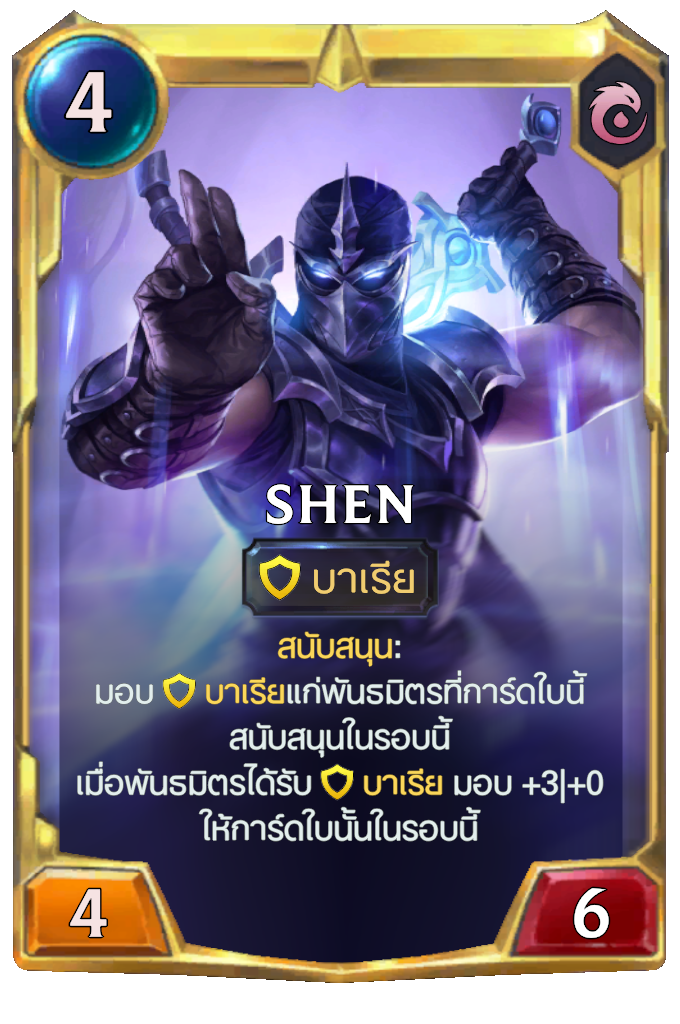 4
SHEN
บาเรีย
สนับสนุน:
มอบ บาเรียแก่พันธมิตรที่การ์ดใบนี้
สนับสนุนในรอบนี้
เมื่อพันธมิตรได้รับ บาเรีย มอบ +3|+0
ให้การ์ดใบนั้นในรอบนี้
4
6